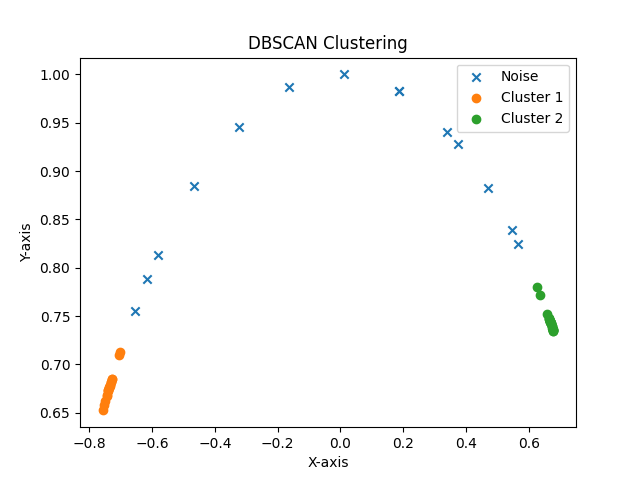 DBSCAN Clustering
Noise
Cluster 1
Cluster 2
1.00
0.95
0.90
0.85
0.80
0.75
0.70
0.65
Y-axis
−0.8 −0.6 −0.4 −0.2 0.0 0.2 0.4 0.6
X-axis